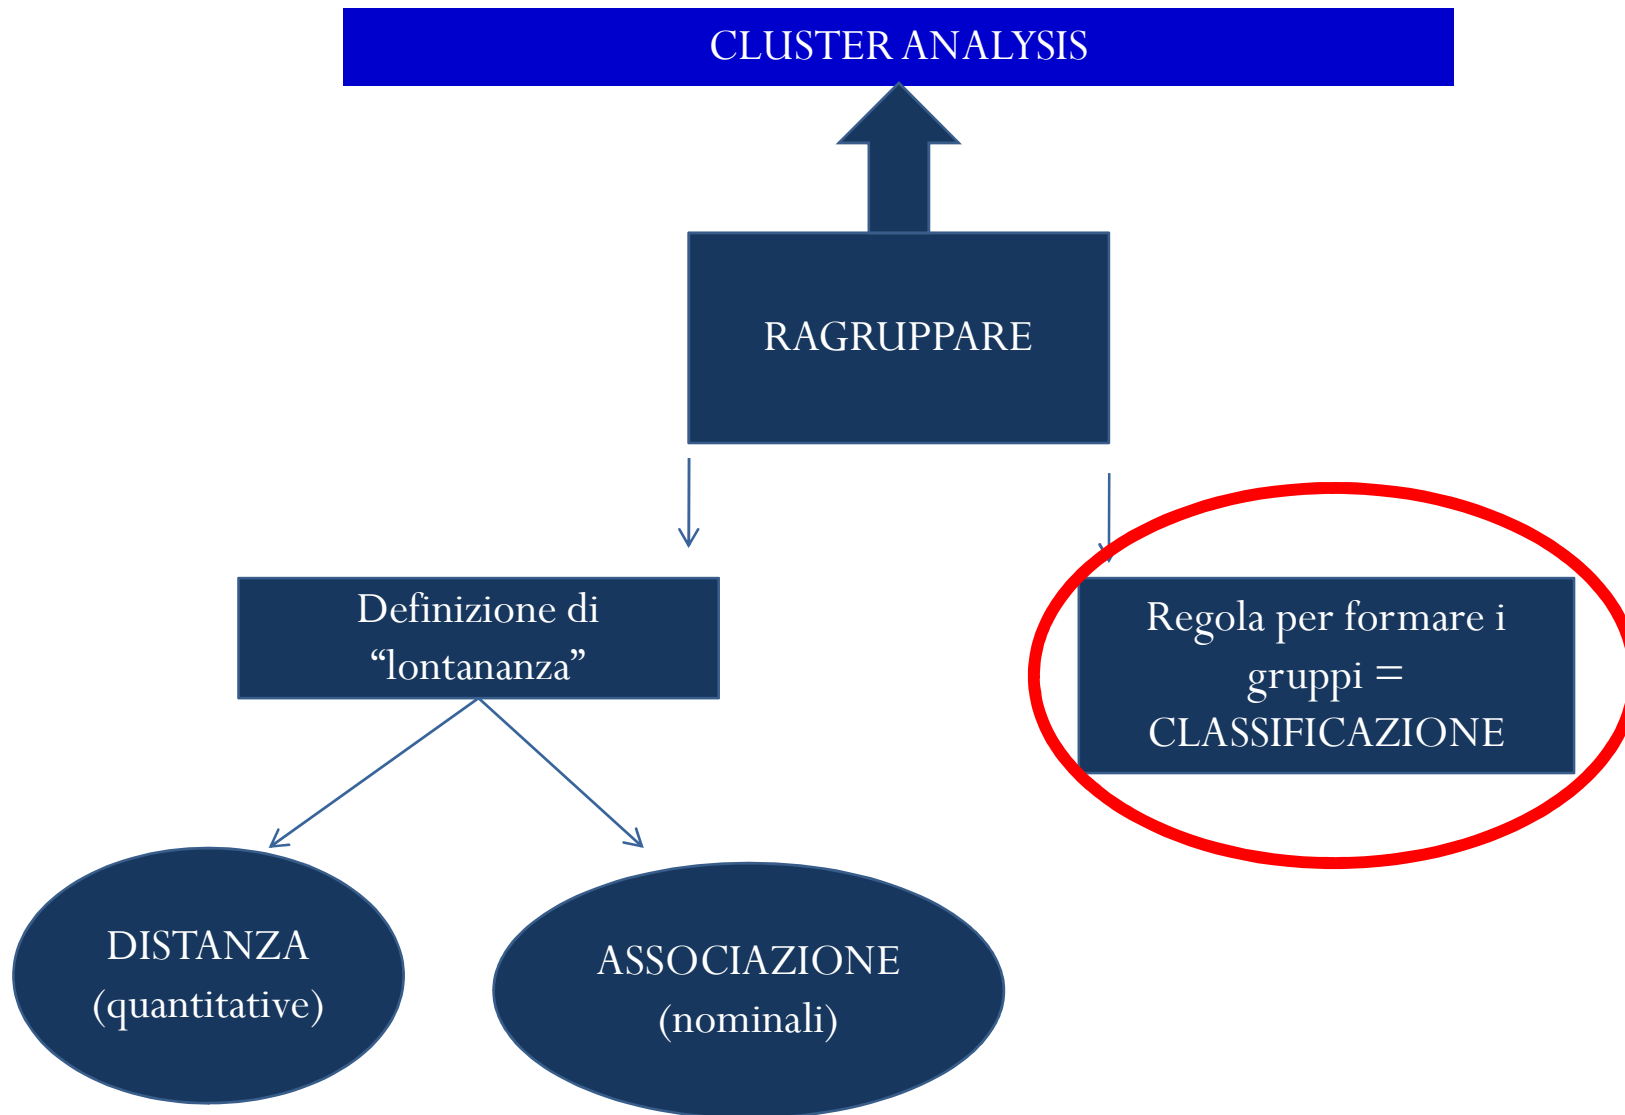 CLUSTER ANALYSIS
RAGRUPPARE
Definizione di
“lontananza”
Regola per formare i
gruppi =
CLASSIFICAZIONE
DISTANZA
(quantitative)
ASSOCIAZIONE
(nominali)